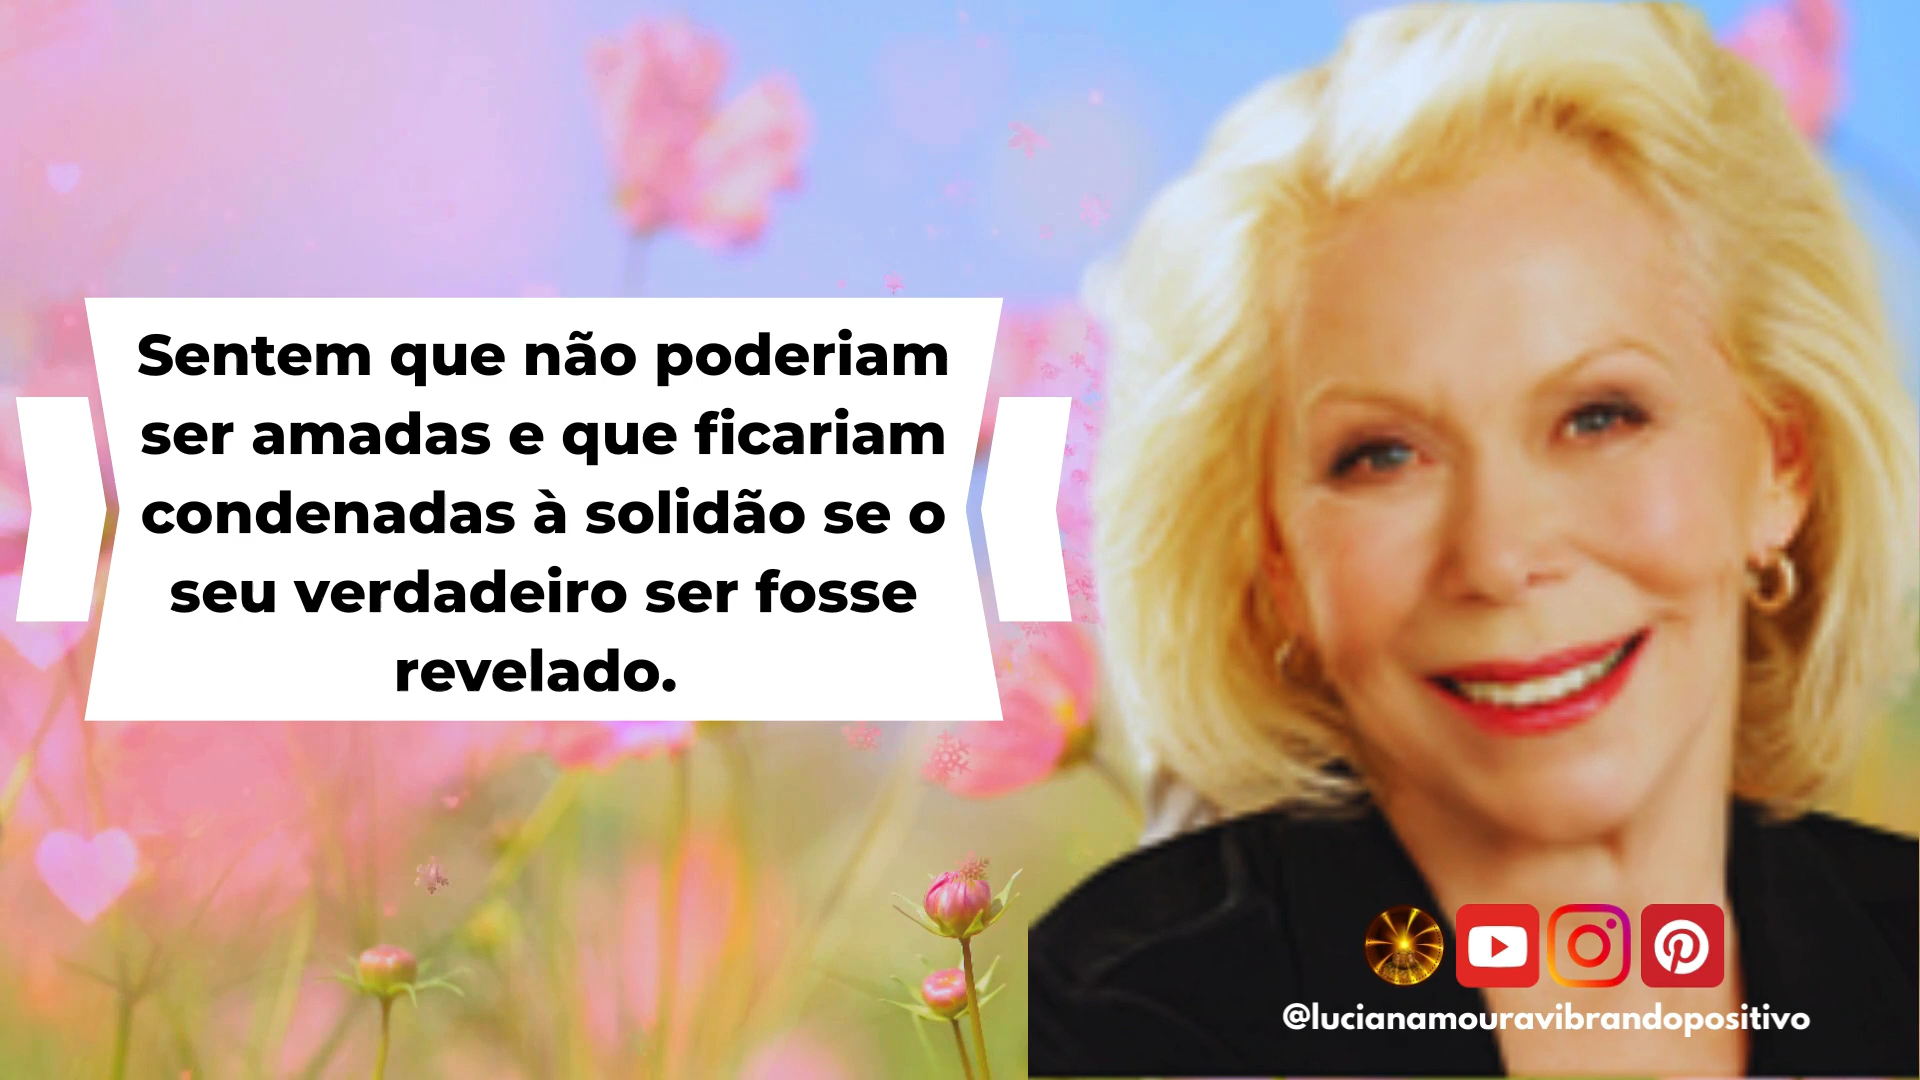 Sentem que não poderiam
ser amadas e que ficariam
condenadas à solidão se o
seu verdadeiro ser fosse
revelado.
@lucianamouravibrandopositivo